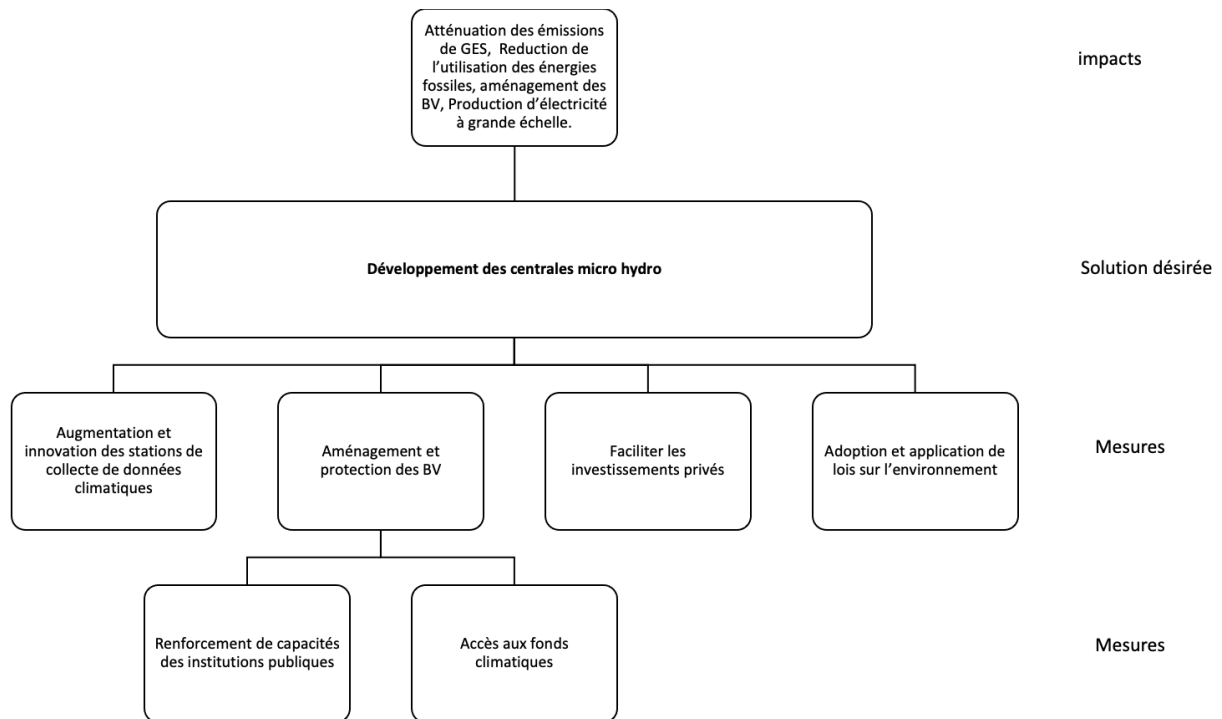 Atténuation des émissions
de GES, Reduction de
l'utilisation des énergies
fossiles, aménagement des
BV, Production d'électricité
à grande échelle.
impacts
Développement des centrales micro hydro
Solution désirée
Augmentation et
innovation des stations de
collecte de données
climatiques
Aménagement et
protection des BV
Faciliter les
investissements privés
Adoption et application de
lois sur l'environnement
Mesures
Renforcement de capacités
des institutions publiques
Accès aux fonds
climatiques
Mesures